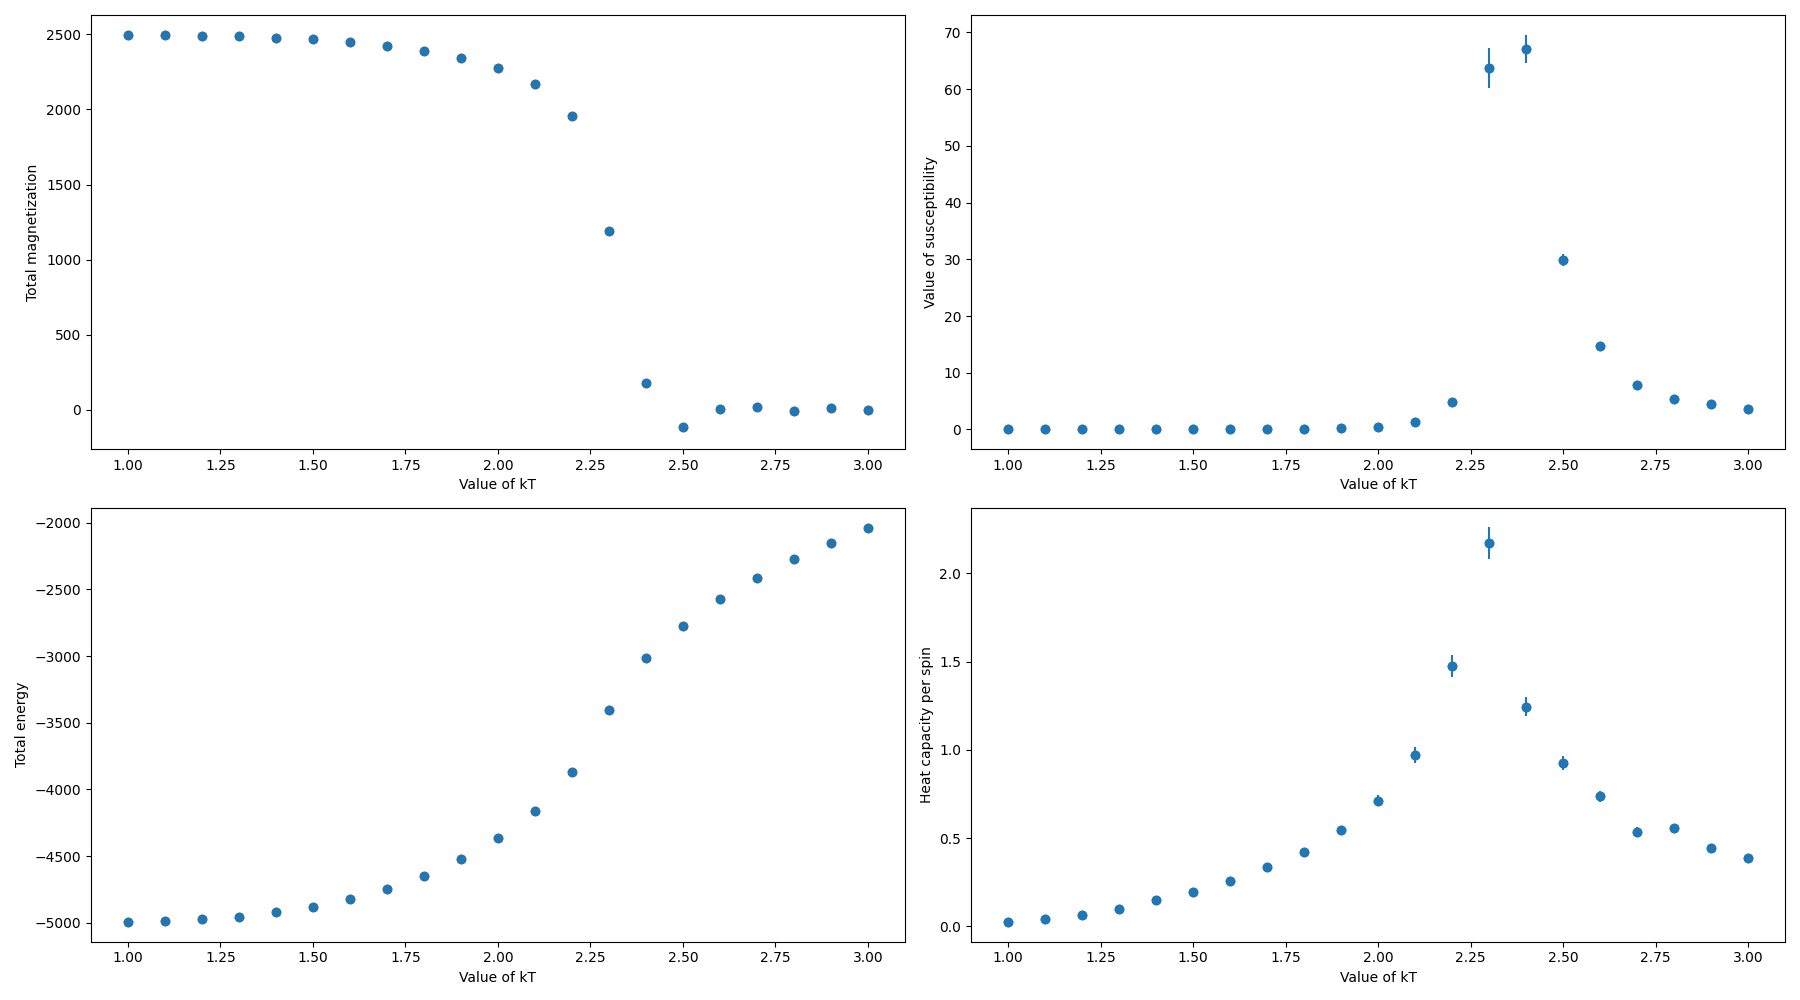 Total magnetization
2500
2000
1500
1000
500
0
1.00 1.25 1.50 1.75 2.00 2.25 2.50 2.75 3.00
Value of kT
Value of susceptibility
70
60
50
40
30
20
10
0
1.00 1.25 1.50 1.75 2.00 2.25 2.50 2.75 3.00
Value of kT
Total energy
−2000
−2500
−3000
−3500
−4000
−4500
−5000
1.00 1.25 1.50 1.75 2.00 2.25 2.50 2.75 3.00
Value of kT
Heat capacity per spin
2.0
1.5
1.0
0.5
0.0
1.00 1.25 1.50 1.75 2.00 2.25 2.50 2.75 3.00
Value of kT